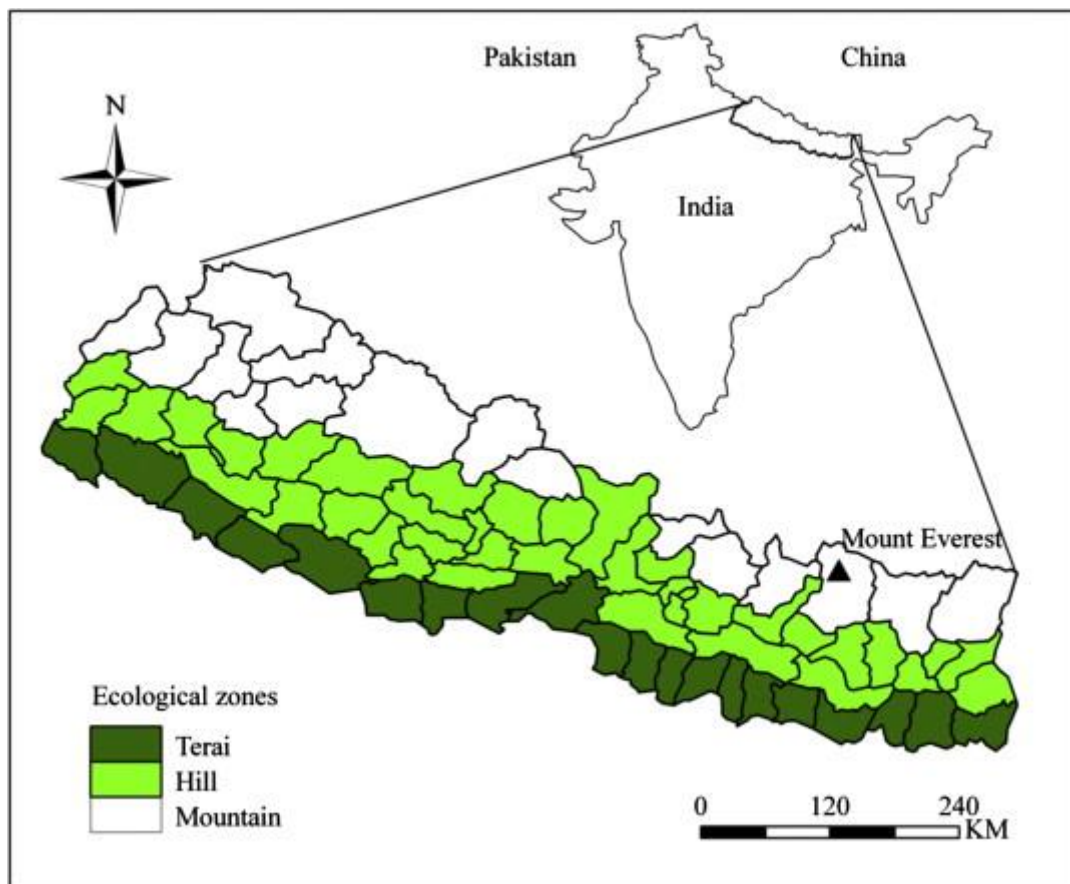 Pakistan
China
N
India
Mount Everest
Ecological zones
Terai
Hill
Mountain
0 120 240
KM